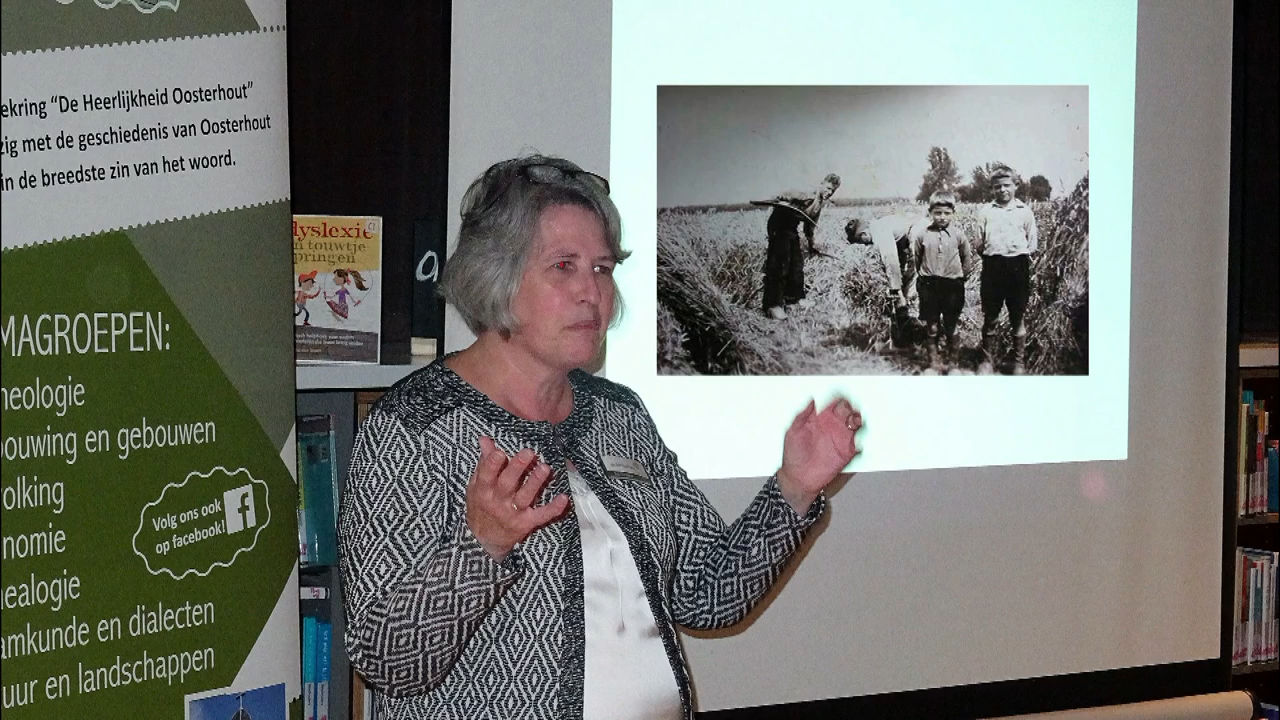 ekring “De Heerlijkheid Oosterhout”
zig met de geschiedenis van Oosterhout
in de breedste zin van het woord.
MAGROEPEN:
heologie
bouwing en gebouwen
olking
nomie
nealogie
amkunde en dialecten
uur en landschappen
Volg ons ook
op facebook!
f
dyslexie
n touwtje
pringen
a